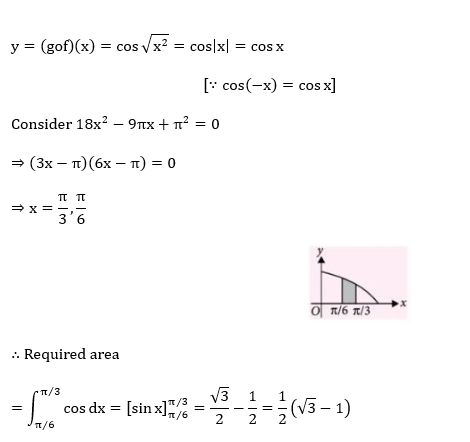 y = (gof)(x) = cos √x² = cos|x| = cos x
[∵ cos(−x) = cos x]
Consider 18x² − 9πx + π² = 0
⇒ (3x − π)(6x − π) = 0
⇒ x = π/3, π/6
y
O π/6 π/3 x
∴ Required area
= ∫_{π/6}^{π/3} cos dx = [sin x]_{π/6}^{π/3} = √3/2 − 1/2 = 1/2 (√3 − 1)